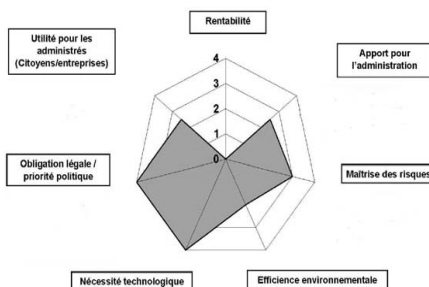 Rentabilité
Utilité pour les
administrés
(Citoyens/entreprises)
Apport pour
l'administration
4
3
2
1
0
Obligation légale /
priorité politique
Maîtrise des risques
Nécessité technologique
Efficience environnementale